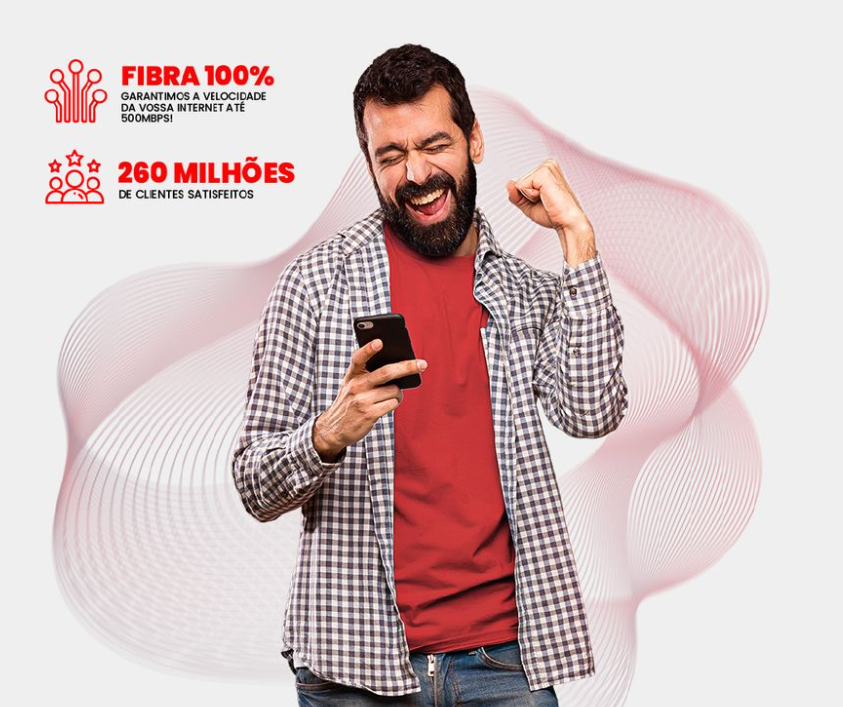 FIBRA 100%
GARANTIMOS A VELOCIDADE
DA VOSSA INTERNET ATÉ
500MBPS!
260 MILHÕES
DE CLIENTES SATISFEITOS